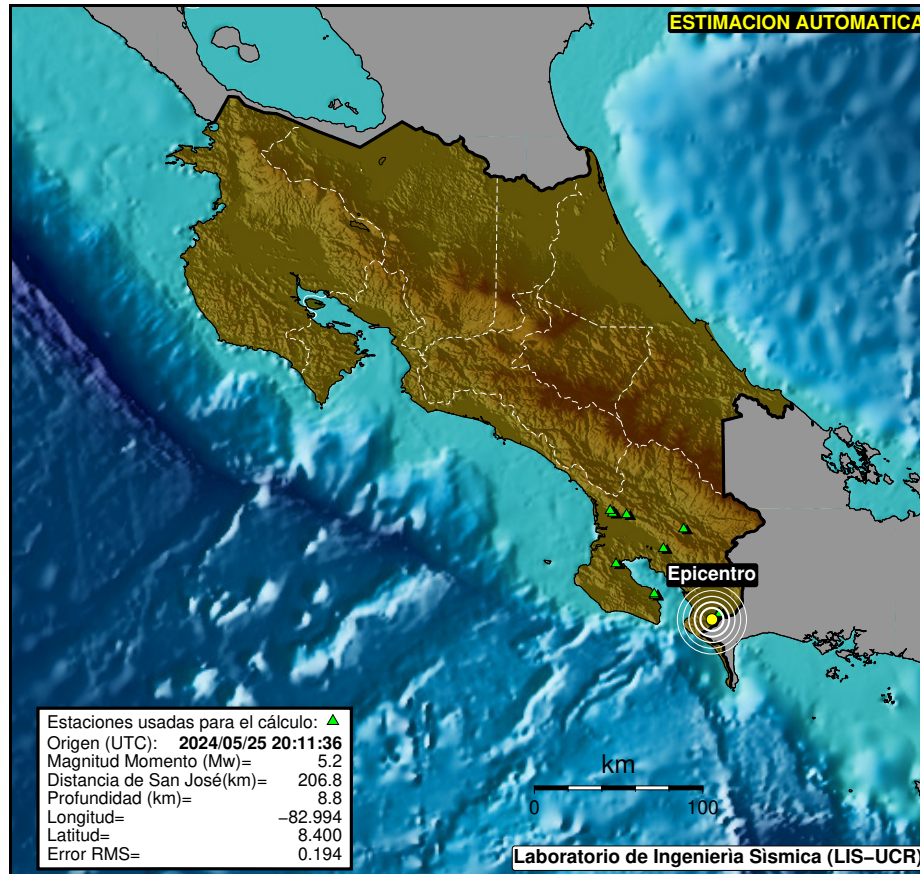 ESTIMACION AUTOMATICA
Epicentro
Estaciones usadas para el cálculo:
Origen (UTC): 2024/05/25 20:11:36
Magnitud Momento (Mw)= 5.2
Distancia de San José(km)= 206.8
Profundidad (km)= 8.8
Longitud= −82.994
Latitud= 8.400
Error RMS= 0.194
km
0 100
Laboratorio de Ingenierìa Sìsmica (LIS−UCR)